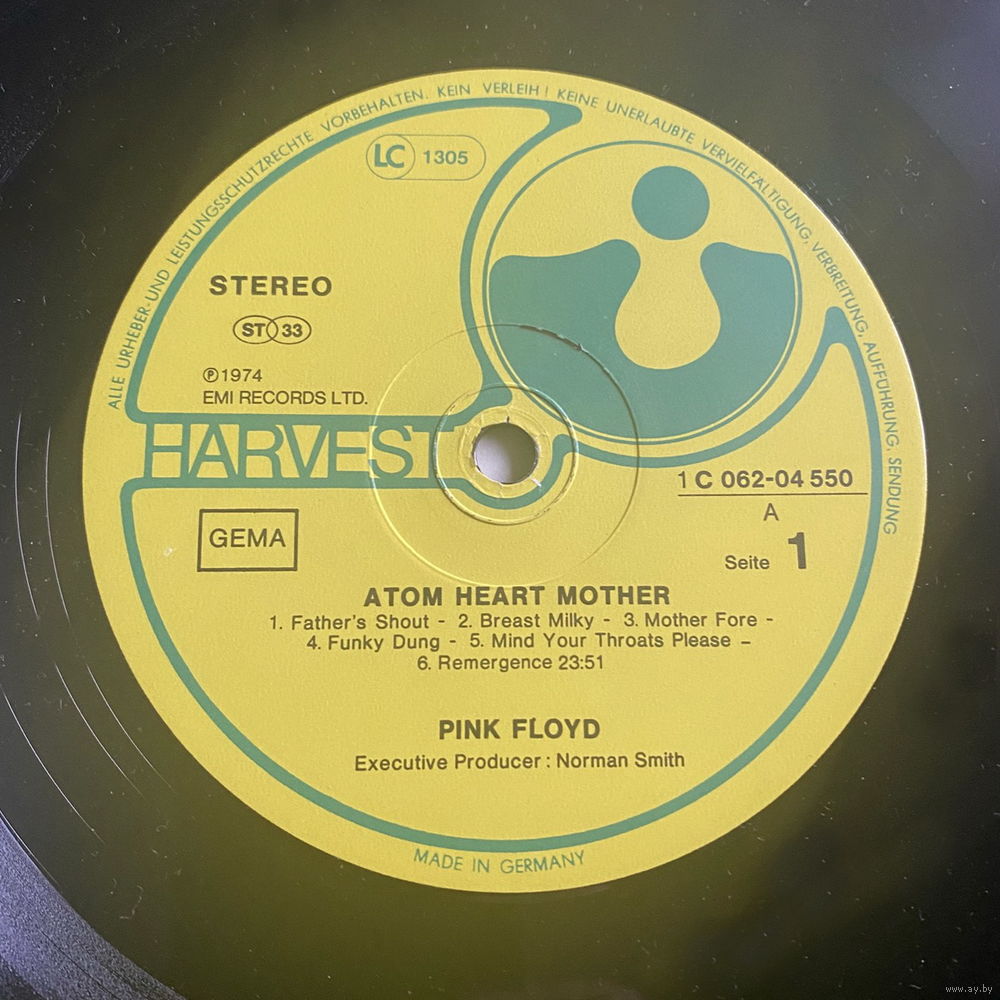 ALLE URHEBER- UND LEISTUNGSSCHUTZRECHTE VORBEHALTEN. KEIN VERLEIH! KEINE UNERLAUBTE VERVIELFÄLTIGUNG, VERBREITUNG, AUFFÜHRUNG, SENDUNG
LC 1305
STEREO
ST 33
℗ 1974
EMI RECORDS LTD.
HARVEST
GEMA
1 C 062-04 550
A
Seite 1
ATOM HEART MOTHER
1. Father's Shout - 2. Breast Milky - 3. Mother Fore -
4. Funky Dung - 5. Mind Your Throats Please –
6. Remergence 23:51
PINK FLOYD
Executive Producer: Norman Smith
MADE IN GERMANY
www.ay.by